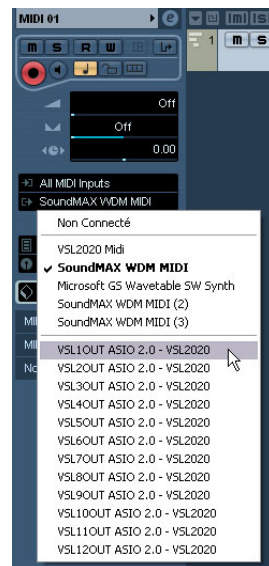 MIDI 01
M S R W
1 M S
Off
Off
0.00
All MIDI Inputs
SoundMAX WDM MIDI
Non Connecté
VSL2020 Midi
SoundMAX WDM MIDI
Microsoft GS Wavetable SW Synth
SoundMAX WDM MIDI (2)
SoundMAX WDM MIDI (3)
VSL1OUT ASIO 2.0 - VSL2020
VSL2OUT ASIO 2.0 - VSL2020
VSL3OUT ASIO 2.0 - VSL2020
VSL4OUT ASIO 2.0 - VSL2020
VSL5OUT ASIO 2.0 - VSL2020
VSL6OUT ASIO 2.0 - VSL2020
VSL7OUT ASIO 2.0 - VSL2020
VSL8OUT ASIO 2.0 - VSL2020
VSL9OUT ASIO 2.0 - VSL2020
VSL10OUT ASIO 2.0 - VSL2020
VSL11OUT ASIO 2.0 - VSL2020
VSL12OUT ASIO 2.0 - VSL2020